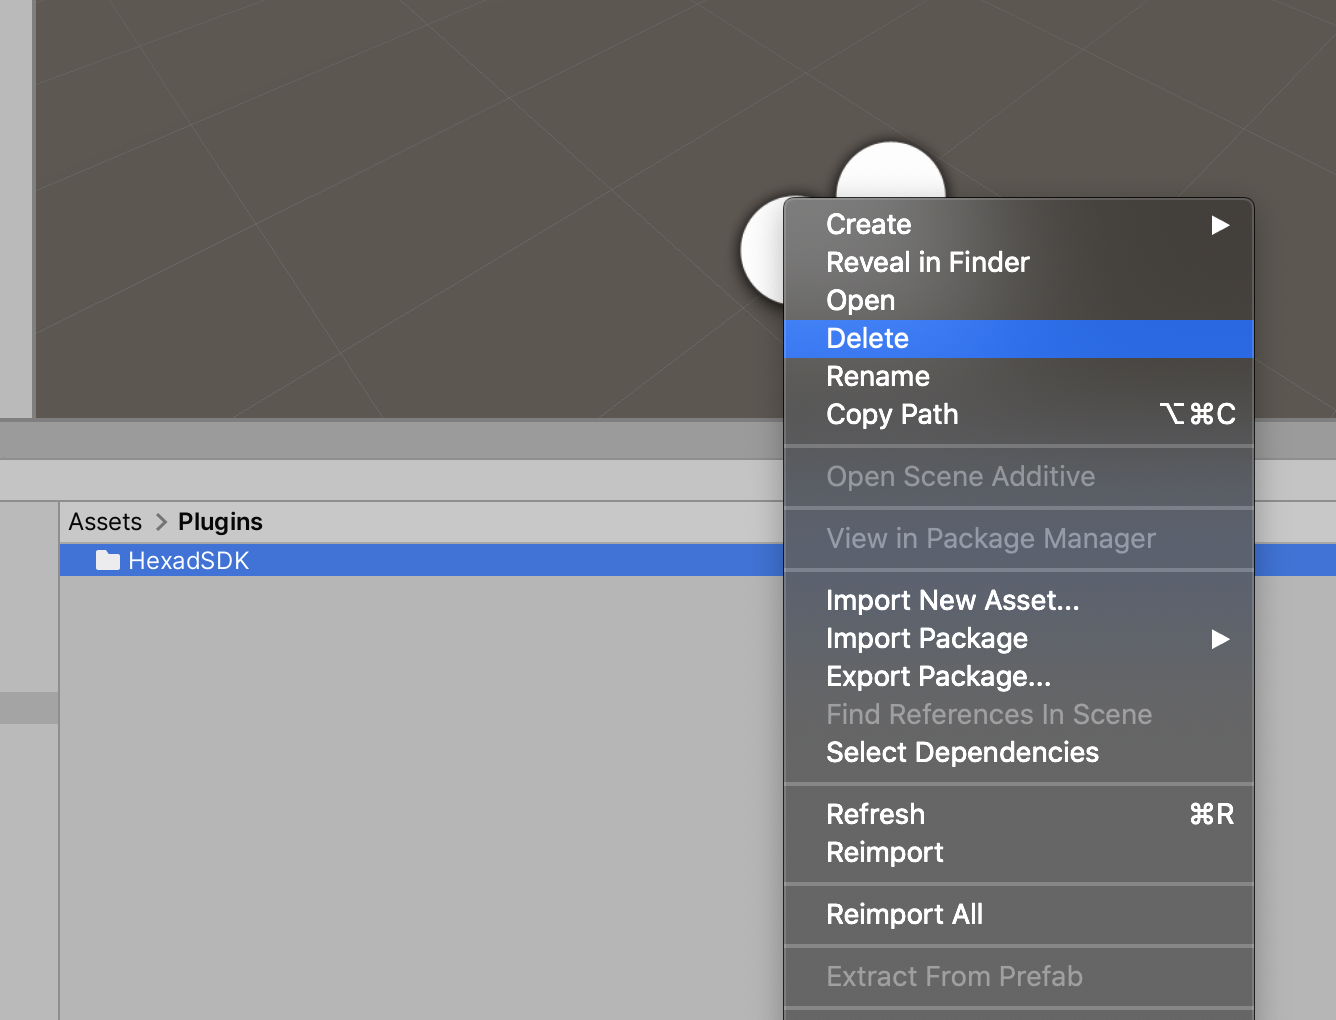 Create
Reveal in Finder
Open
Delete
Rename
Copy Path ⌥⌘C
Open Scene Additive
View in Package Manager
Import New Asset...
Import Package
Export Package...
Find References In Scene
Select Dependencies
Refresh ⌘R
Reimport
Reimport All
Extract From Prefab
Assets > Plugins
HexadSDK